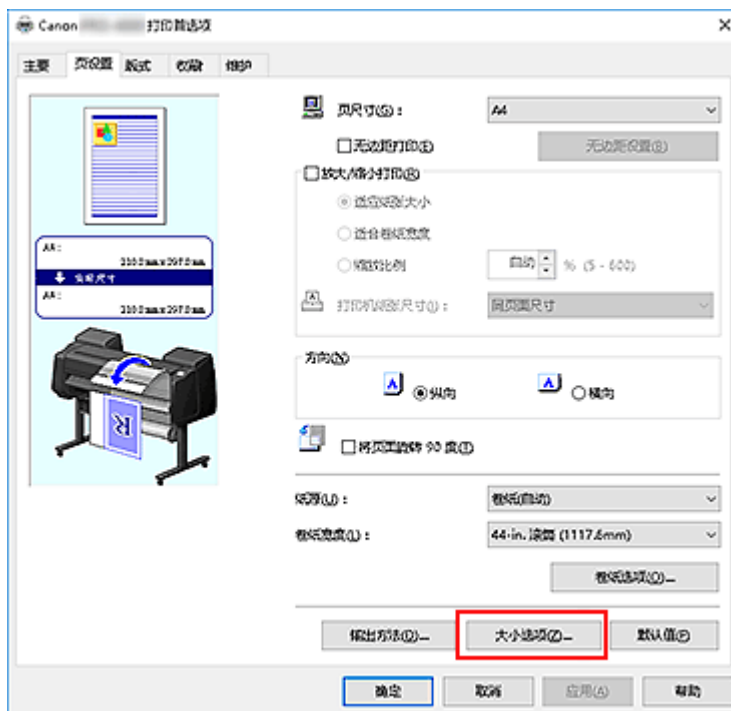 Canon 打印首选项
主要 页设置 版式 收藏 维护
页尺寸(S)： A4
无边距打印(E) 无边距设置(B)
放大/缩小打印(R)
适应纸张大小
适合卷纸宽度
缩放比例 自动 % (5 - 600)
打印机纸张尺寸(I)： 同页面尺寸
A4：
210.0mm x 297.0mm
实际尺寸
A4：
210.0mm x 297.0mm
方向(N)
A 纵向 A 横向
将页面旋转 90 度(T)
纸源(U)： 卷纸(自动)
卷纸宽度(L)： 44-in. 滚筒 (1117.6mm)
卷纸选项(O)...
输出方法(D)... 大小选项(Z)... 默认值(F)
确定 取消 应用(A) 帮助